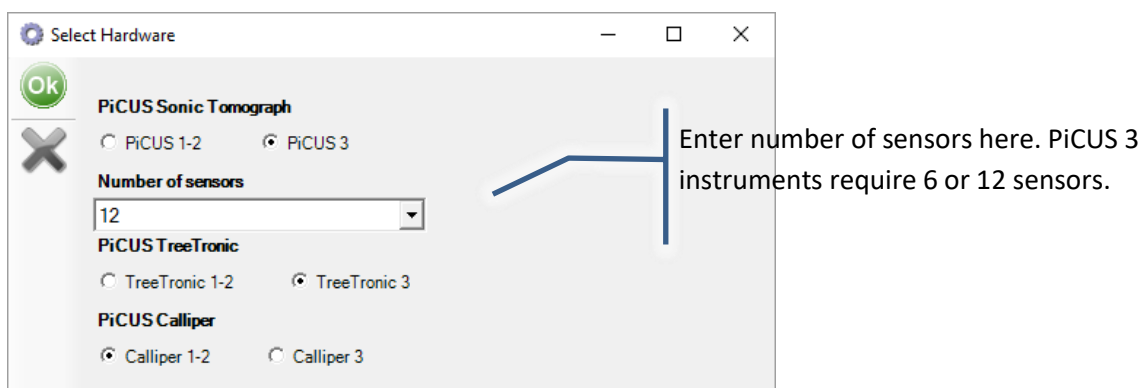 Select Hardware
Ok
PiCUS Sonic Tomograph
PiCUS 1-2 PiCUS 3
Number of sensors
12
PiCUS TreeTronic
TreeTronic 1-2 TreeTronic 3
PiCUS Calliper
Calliper 1-2 Calliper 3
Enter number of sensors here. PiCUS 3
instruments require 6 or 12 sensors.